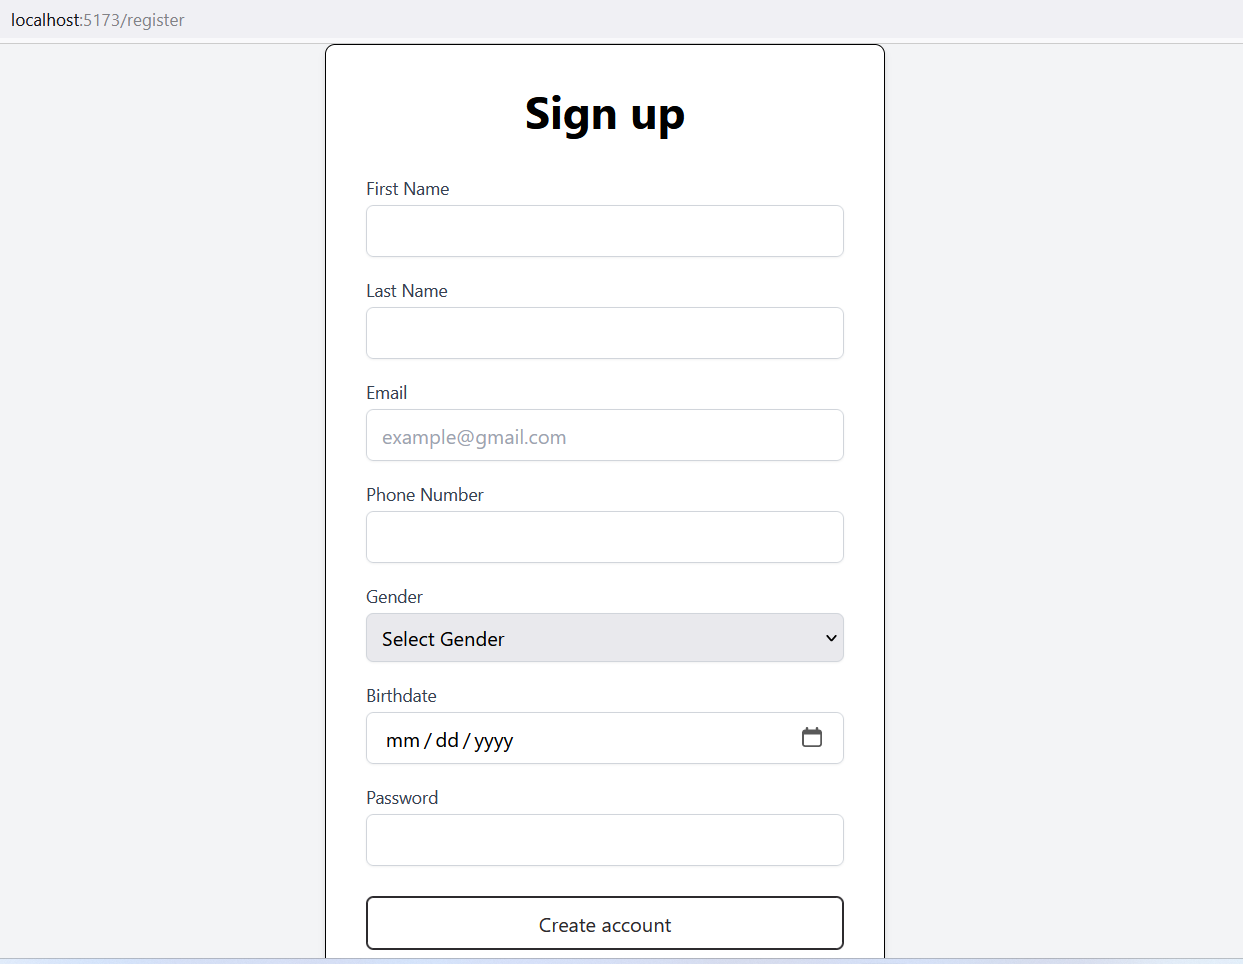 localhost:5173/register
Sign up
First Name
Last Name
Email
example@gmail.com
Phone Number
Gender
Select Gender
Birthdate
mm/dd/yyyy
Password
Create account